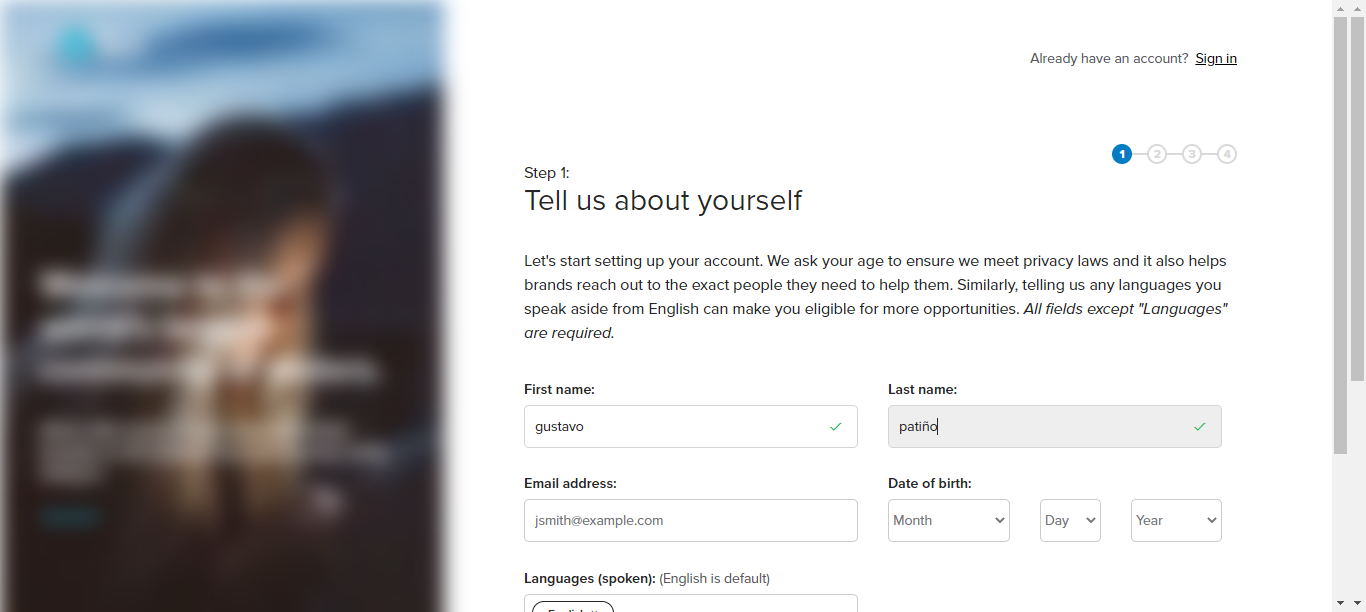 Already have an account? Sign in
1 2 3 4
Step 1:
Tell us about yourself
Let's start setting up your account. We ask your age to ensure we meet privacy laws and it also helps
brands reach out to the exact people they need to help them. Similarly, telling us any languages you
speak aside from English can make you eligible for more opportunities. All fields except "Languages"
are required.
First name: Last name:
gustavo patiño
Email address: Date of birth:
jsmith@example.com Month Day Year
Languages (spoken): (English is default)